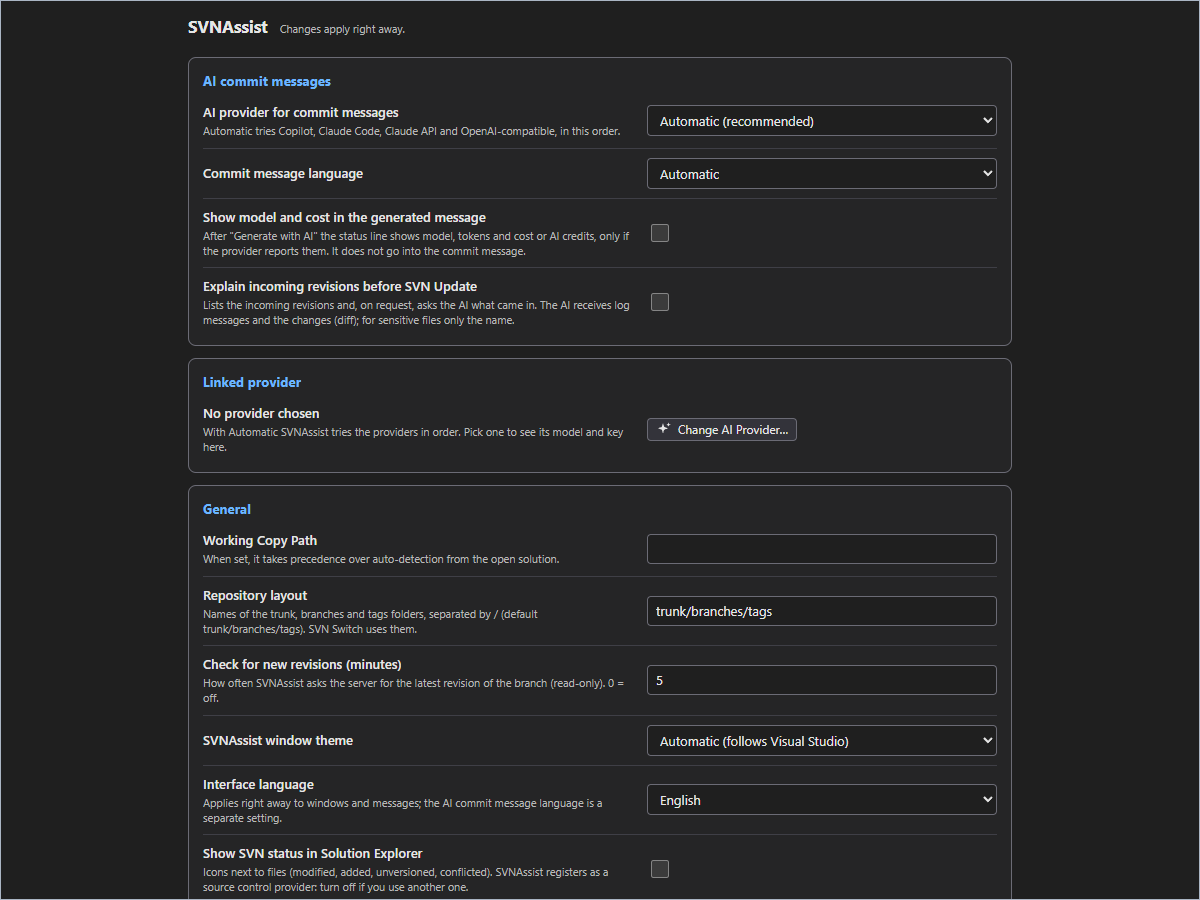 SVNAssist Changes apply right away.
AI commit messages
AI provider for commit messages
Automatic tries Copilot, Claude Code, Claude API and OpenAI-compatible, in this order.
Automatic (recommended)
Commit message language
Automatic
Show model and cost in the generated message
After "Generate with AI" the status line shows model, tokens and cost or AI credits, only if
the provider reports them. It does not go into the commit message.
Explain incoming revisions before SVN Update
Lists the incoming revisions and, on request, asks the AI what came in. The AI receives log
messages and the changes (diff); for sensitive files only the name.
Linked provider
No provider chosen
With Automatic SVNAssist tries the providers in order. Pick one to see its model and key
here.
Change AI Provider...
General
Working Copy Path
When set, it takes precedence over auto-detection from the open solution.
Repository layout
Names of the trunk, branches and tags folders, separated by / (default
trunk/branches/tags). SVN Switch uses them.
trunk/branches/tags
Check for new revisions (minutes)
How often SVNAssist asks the server for the latest revision of the branch (read-only). 0 =
off.
5
SVNAssist window theme
Automatic (follows Visual Studio)
Interface language
Applies right away to windows and messages; the AI commit message language is a
separate setting.
English
Show SVN status in Solution Explorer
Icons next to files (modified, added, unversioned, conflicted). SVNAssist registers as a
source control provider: turn off if you use another one.